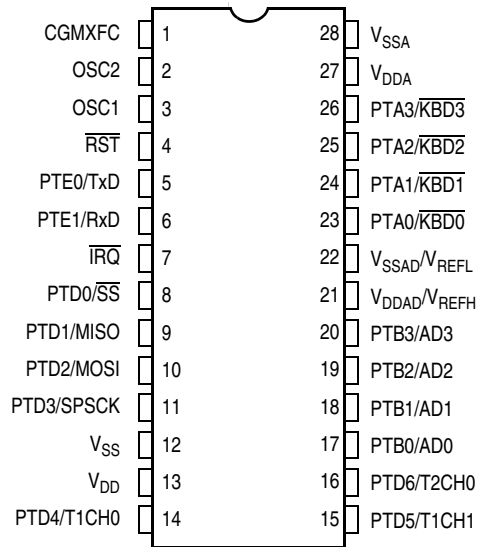 CGMXFC 1 28 VSSA
OSC2 2 27 VDDA
OSC1 3 26 PTA3/KBD3
RST 4 25 PTA2/KBD2
PTE0/TxD 5 24 PTA1/KBD1
PTE1/RxD 6 23 PTA0/KBD0
IRQ 7 22 VSSAD/VREFL
PTD0/SS 8 21 VDDAD/VREFH
PTD1/MISO 9 20 PTB3/AD3
PTD2/MOSI 10 19 PTB2/AD2
PTD3/SPSCK 11 18 PTB1/AD1
VSS 12 17 PTB0/AD0
VDD 13 16 PTD6/T2CH0
PTD4/T1CH0 14 15 PTD5/T1CH1